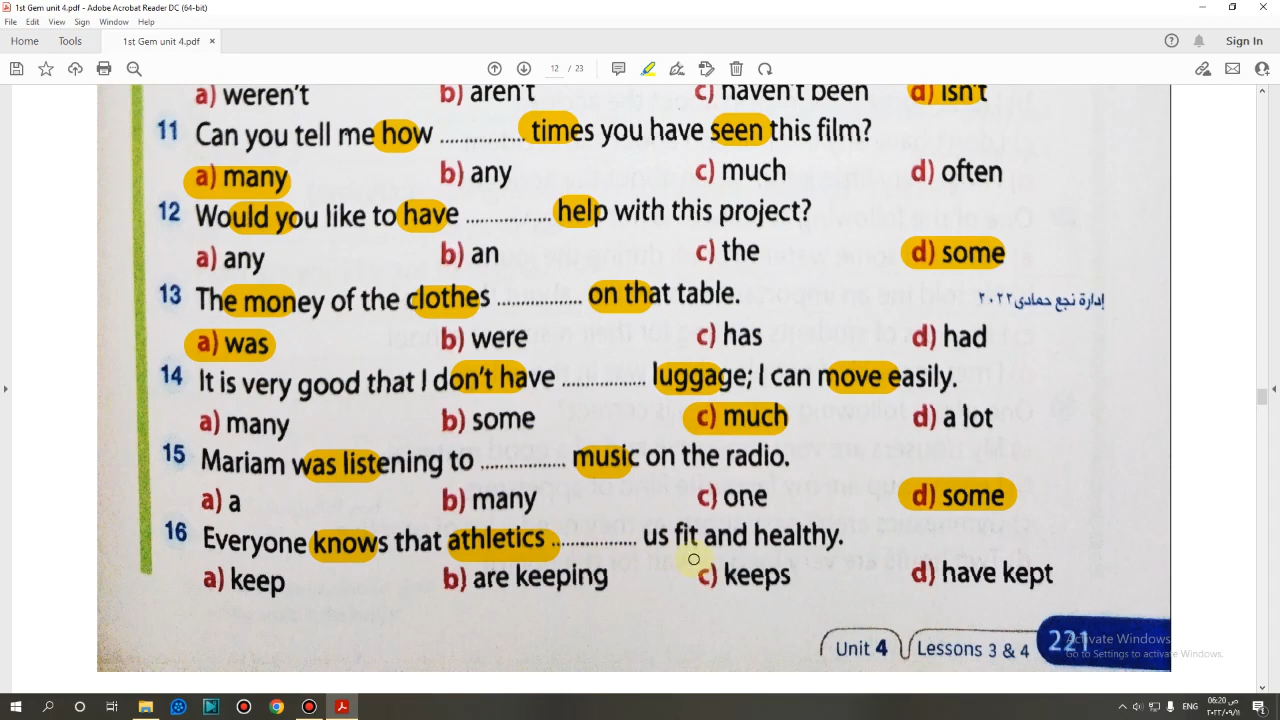 1st Gem unit 4.pdf - Adobe Acrobat Reader DC (64-bit)
File Edit View Sign Window Help
Home Tools 1st Gem unit 4.pdf × Sign In
12 / 23
a) weren't b) aren't c) haven't been d) isn't
11 Can you tell me how .............. times you have seen this film?
a) many b) any c) much d) often
12 Would you like to have .............. help with this project?
a) any b) an c) the d) some
13 The money of the clothes .............. on that table. إدارة نجع حمادى ٢٠٢٢
a) was b) were c) has d) had
14 It is very good that I don't have .............. luggage; I can move easily.
a) many b) some c) much d) a lot
15 Mariam was listening to .............. music on the radio.
a) a b) many c) one d) some
16 Everyone knows that athletics .............. us fit and healthy.
a) keep b) are keeping c) keeps d) have kept
Unit 4 Lessons 3 & 4 221
Activate Windows
Go to Settings to activate Windows.
ENG 06:20 ص